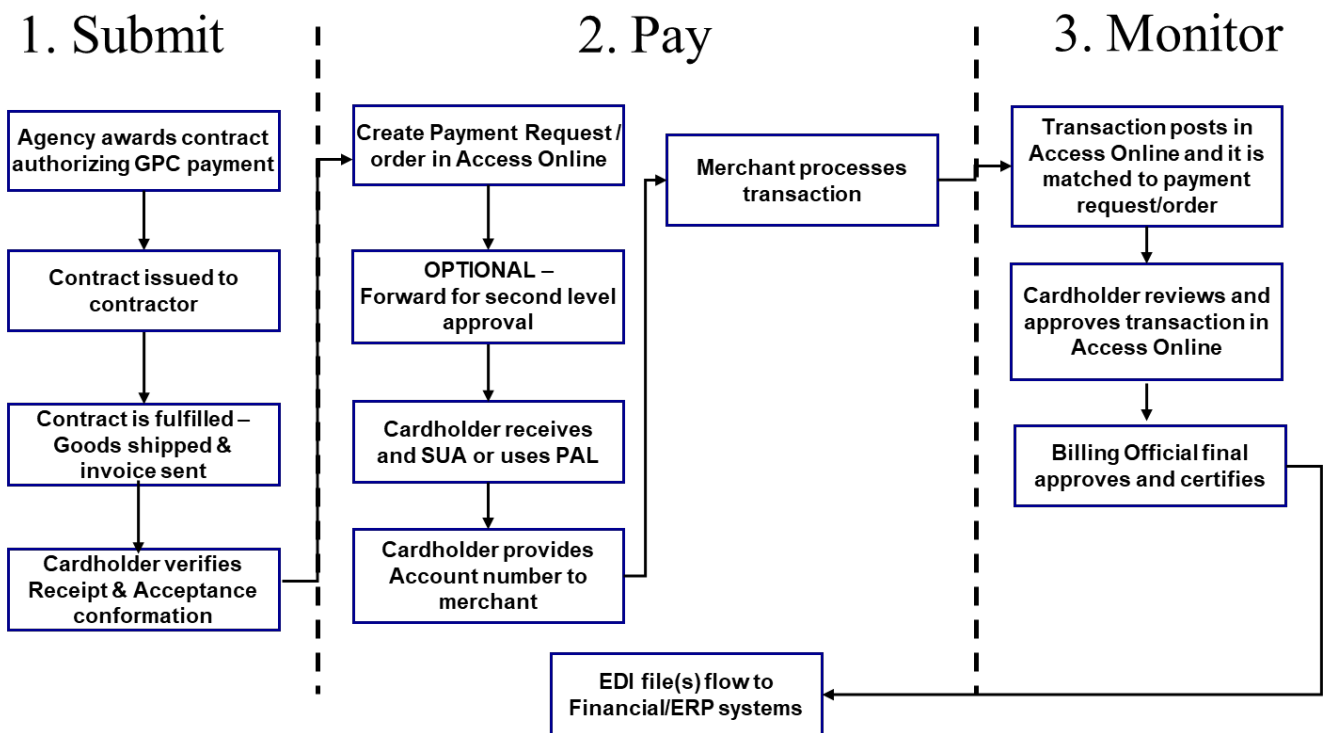 1. Submit
2. Pay
3. Monitor
Agency awards contract
authorizing GPC payment
Contract issued to
contractor
Contract is fulfilled –
Goods shipped &
invoice sent
Cardholder verifies
Receipt & Acceptance
conformation
Create Payment Request /
order in Access Online
OPTIONAL –
Forward for second level
approval
Cardholder receives
and SUA or uses PAL
Cardholder provides
Account number to
merchant
Merchant processes
transaction
Transaction posts in
Access Online and it is
matched to payment
request/order
Cardholder reviews and
approves transaction in
Access Online
Billing Official final
approves and certifies
EDI file(s) flow to
Financial/ERP systems